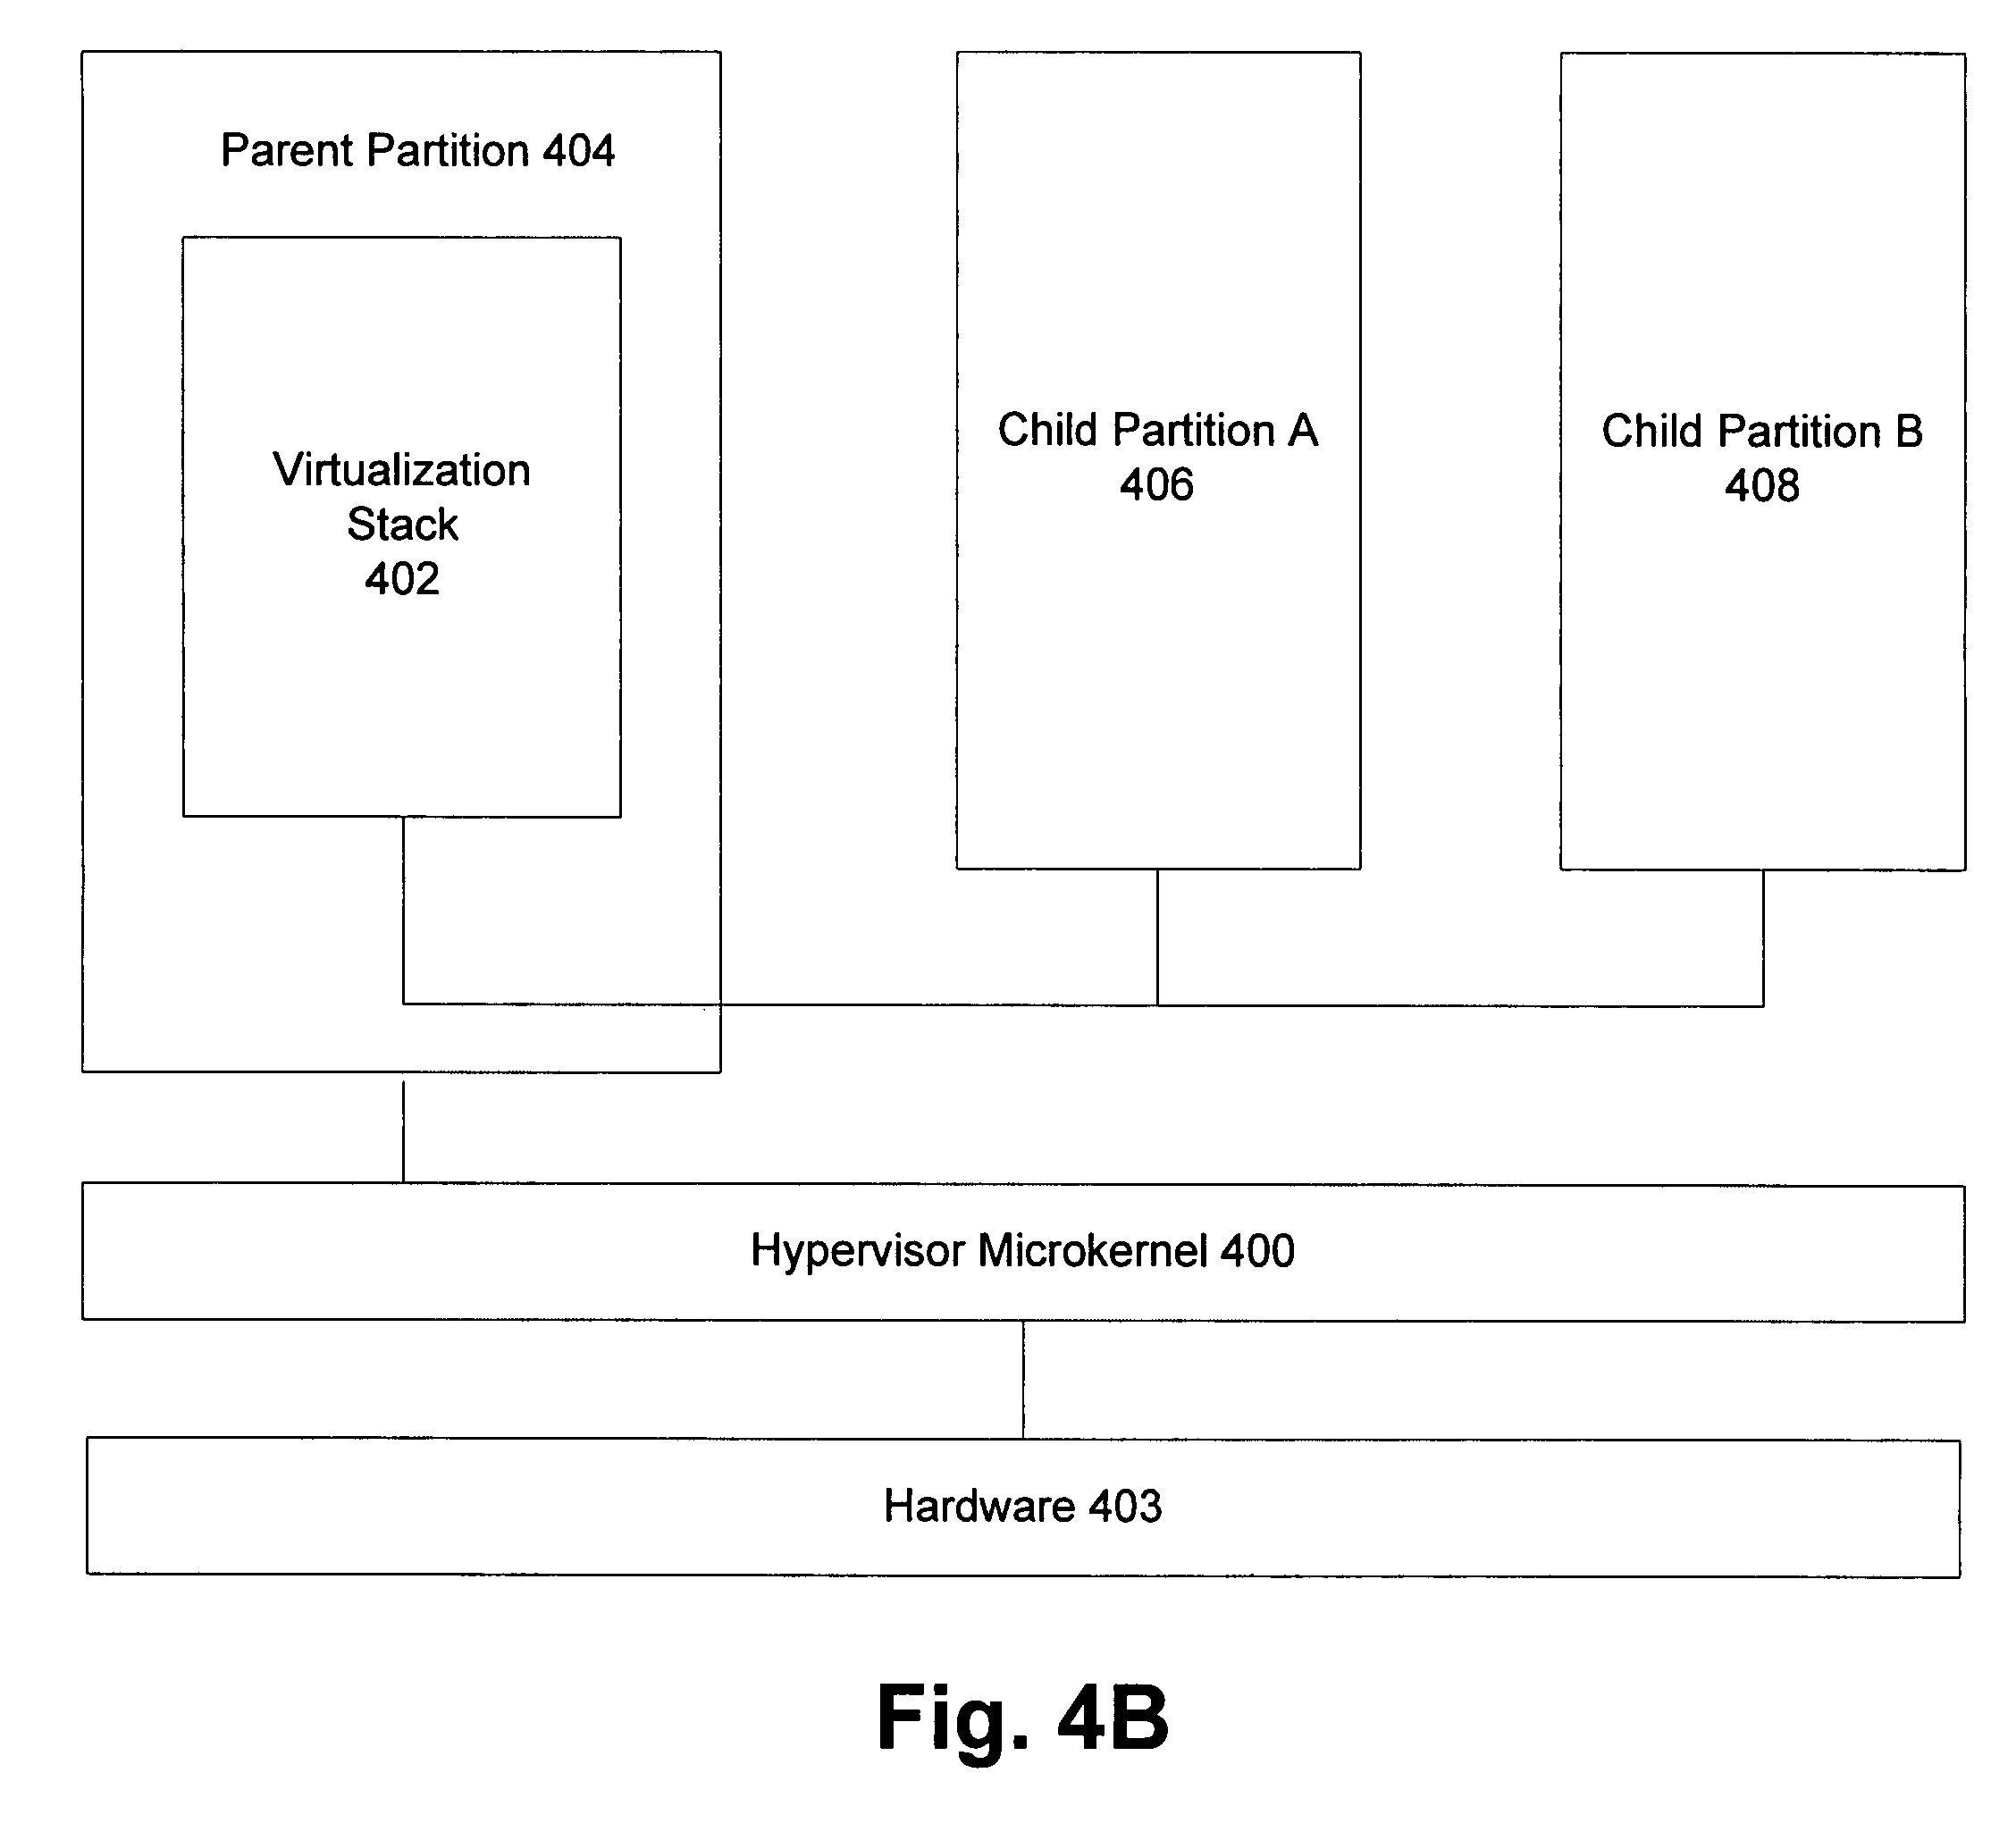 Parent Partition 404
Virtualization
Stack
402
Child Partition A
406
Child Partition B
408
Hypervisor Microkernel 400
Hardware 403
Fig. 4B